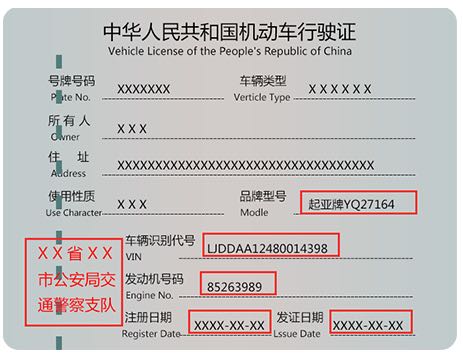 中华人民共和国机动车行驶证
Vehicle License of the People's Republic of China
号牌号码 XXXXXXX 车辆类型 XXXXXX
Plate No. Verticle Type
所有人 XXX
Owner
住 址 XXXXXXXXXXXXXXXXXXXXXXXXXXXXXXXXXX
Address
使用性质 XXX 品牌型号 起亚牌YQ27164
Use Character Modle
XX省XX
市公安局交
通警察支队
车辆识别代号 LJDDAA12480014398
VIN
发动机号码 85263989
Engine No.
注册日期 XXXX-XX-XX 发证日期 XXXX-XX-XX
Register Date Lssue Date